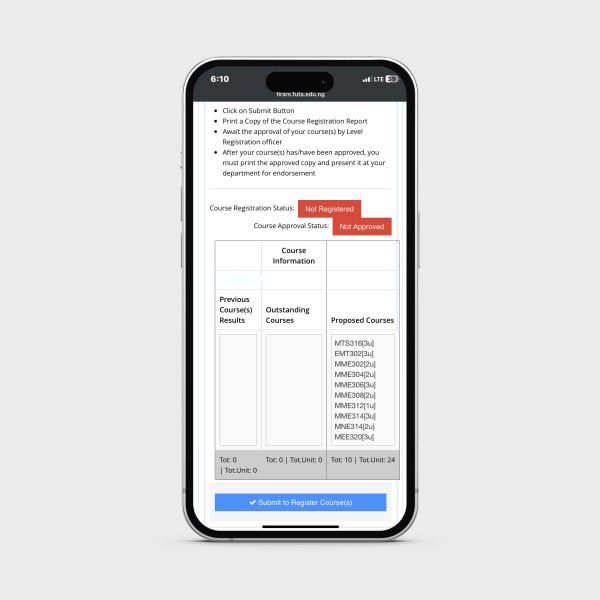 6:10
LTE
firars.futa.edu.ng
Click on Submit Button
Print a Copy of the Course Registration Report
Await the approval of your course(s) by Level
Registration officer
After your course(s) has/have been approved, you
must print the approved copy and present it at your
department for endorsement
Course Registration Status: Not Registered
Course Approval Status: Not Approved
Course
Information
Previous
Course(s)
Results
Outstanding
Courses
Proposed Courses
MTS316[3u]
EMT302[3u]
MME302[2u]
MME304[2u]
MME306[3u]
MME308[2u]
MME312[1u]
MME314[3u]
MNE314[2u]
MEE320[3u]
Tot: 0
| Tot.Unit: 0
Tot: 0 | Tot.Unit: 0
Tot: 10 | Tot.Unit: 24
Submit to Register Course(s)